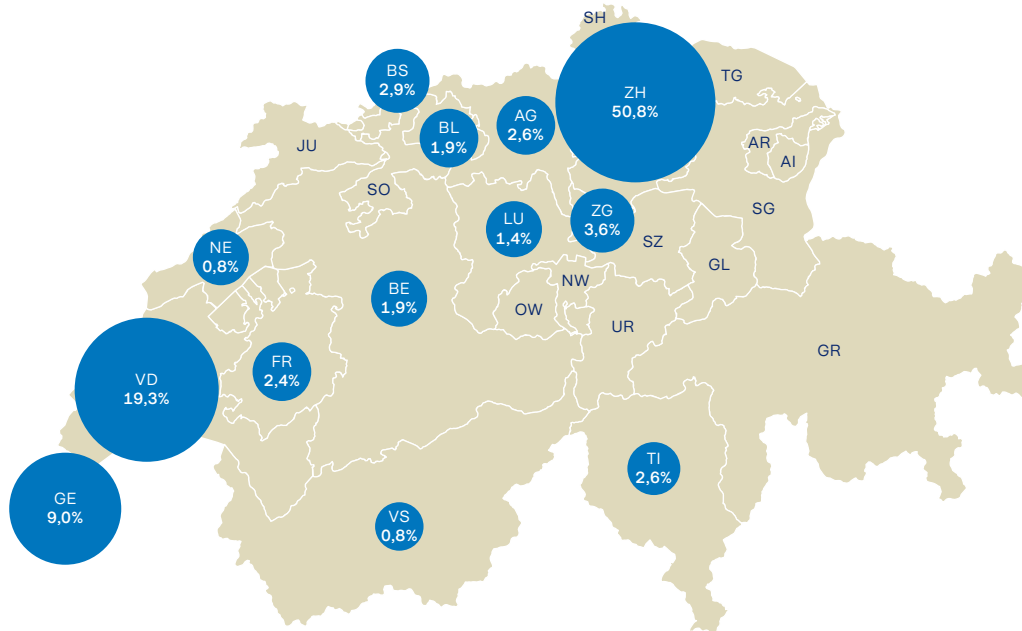 SH
ZH
50,8%
TG
BS
2,9%
AG
2,6%
BL
1,9%
JU
AR
AI
SO
SG
LU
1,4%
ZG
3,6%
SZ
NE
0,8%
GL
NW
BE
1,9%
OW
UR
GR
VD
19,3%
FR
2,4%
TI
2,6%
GE
9,0%
VS
0,8%